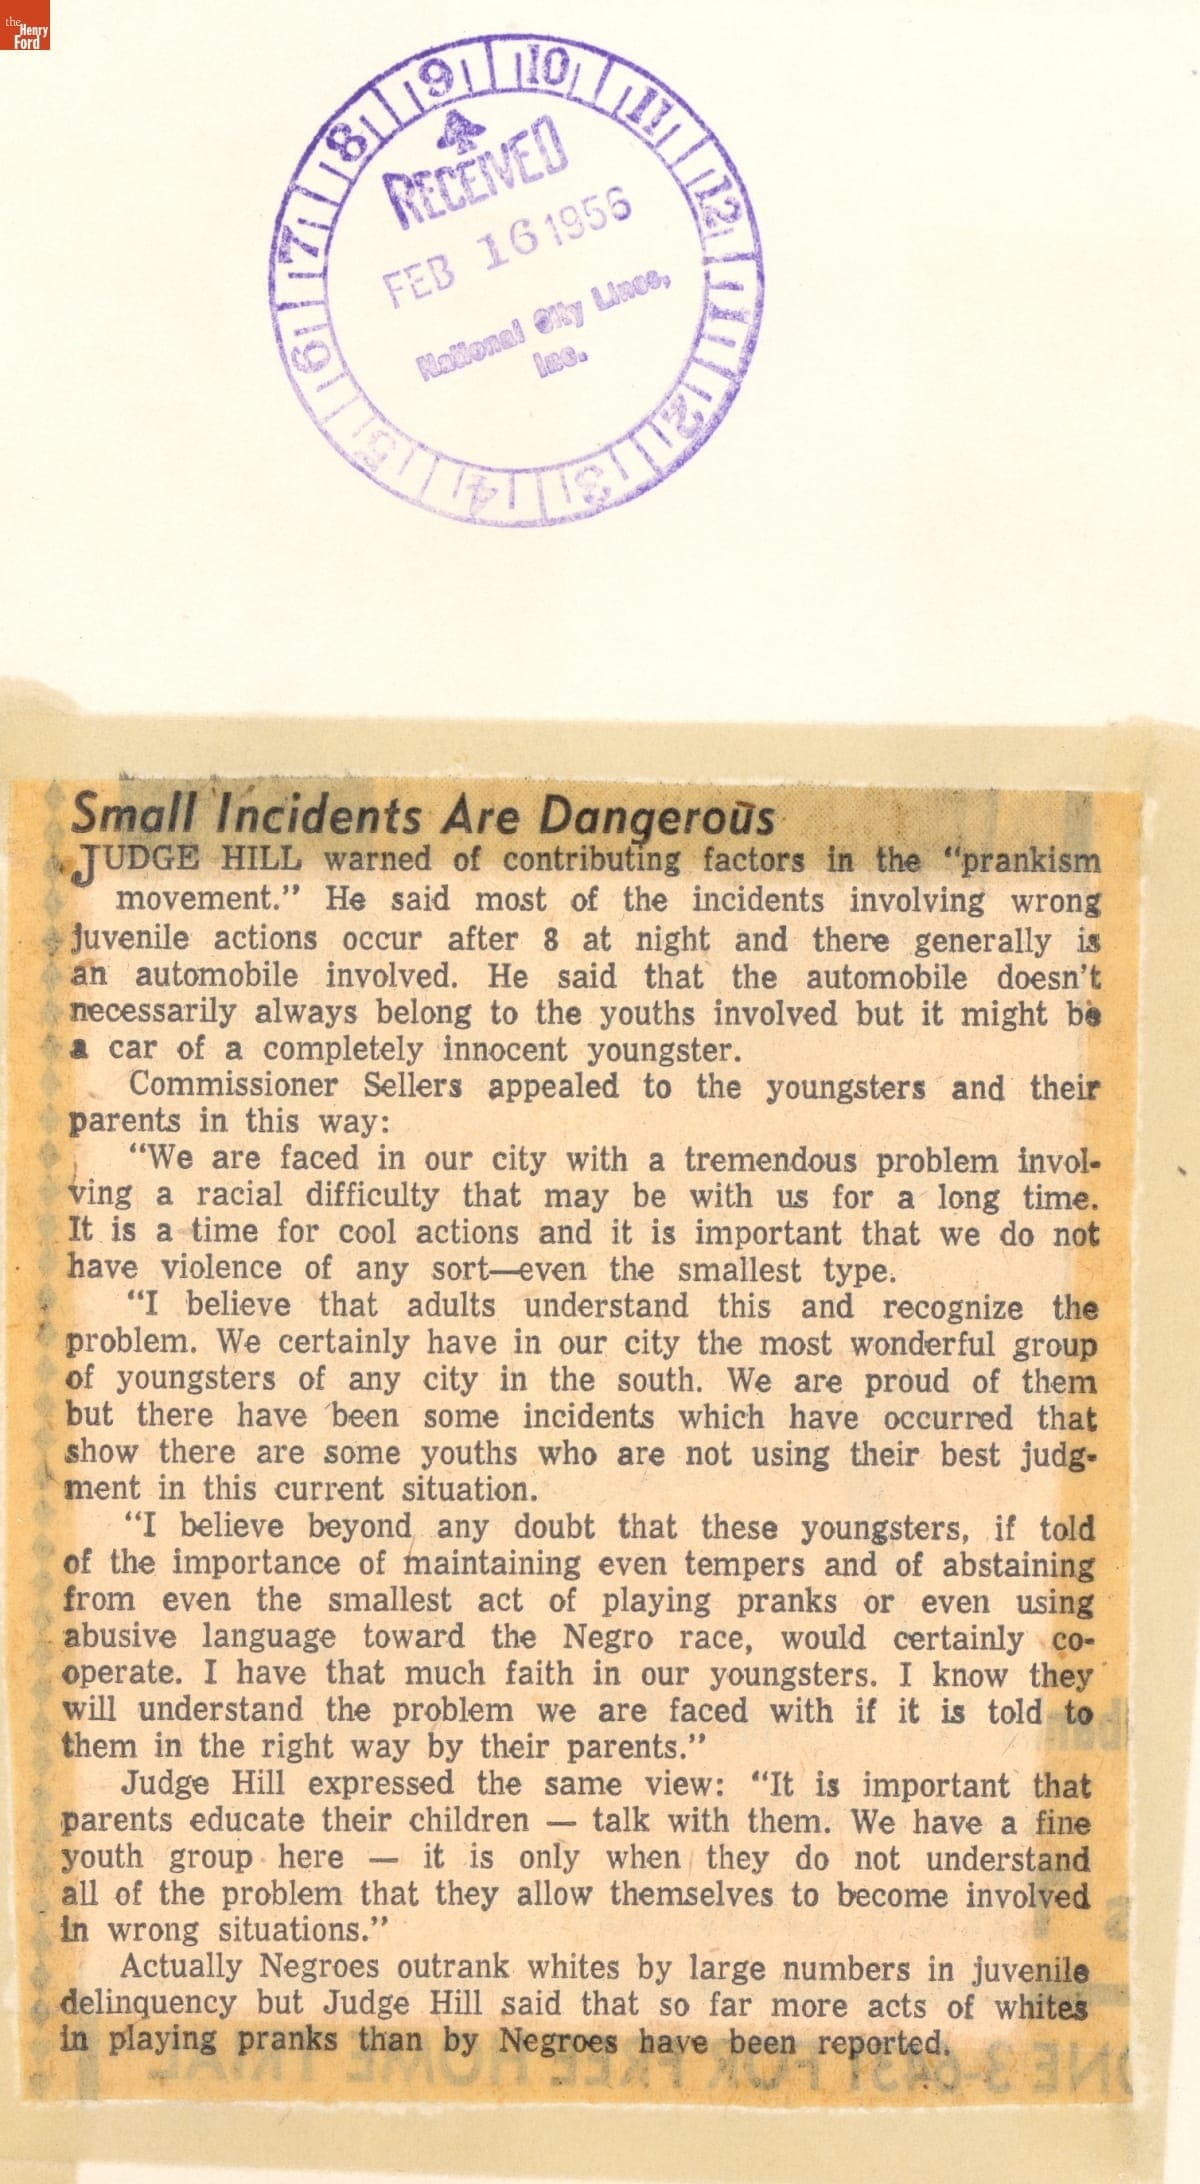 the
Henry
Ford
9 10 11 12 1 2 3 4 5 6 7 8
RECEIVED
FEB 16 1956
National City Lines,
Inc.
Small Incidents Are Dangerous
JUDGE HILL warned of contributing factors in the “prankism
movement.” He said most of the incidents involving wrong
juvenile actions occur after 8 at night and there generally is
an automobile involved. He said that the automobile doesn’t
necessarily always belong to the youths involved but it might be
a car of a completely innocent youngster.
Commissioner Sellers appealed to the youngsters and their
parents in this way:
“We are faced in our city with a tremendous problem invol-
ving a racial difficulty that may be with us for a long time.
It is a time for cool actions and it is important that we do not
have violence of any sort—even the smallest type.
“I believe that adults understand this and recognize the
problem. We certainly have in our city the most wonderful group
of youngsters of any city in the south. We are proud of them
but there have been some incidents which have occurred that
show there are some youths who are not using their best judg-
ment in this current situation.
“I believe beyond any doubt that these youngsters, if told
of the importance of maintaining even tempers and of abstaining
from even the smallest act of playing pranks or even using
abusive language toward the Negro race, would certainly co-
operate. I have that much faith in our youngsters. I know they
will understand the problem we are faced with if it is told to
them in the right way by their parents.”
Judge Hill expressed the same view: “It is important that
parents educate their children — talk with them. We have a fine
youth group here — it is only when they do not understand
all of the problem that they allow themselves to become involved
in wrong situations.”
Actually Negroes outrank whites by large numbers in juvenile
delinquency but Judge Hill said that so far more acts of whites
in playing pranks than by Negroes have been reported.